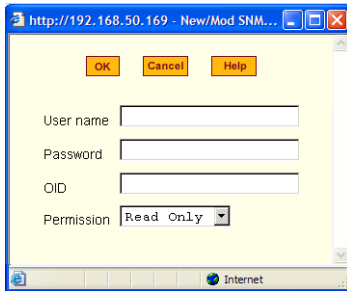 http://192.168.50.169 - New/Mod SNM...
OK Cancel Help
User name
Password
OID
Permission Read Only
Internet